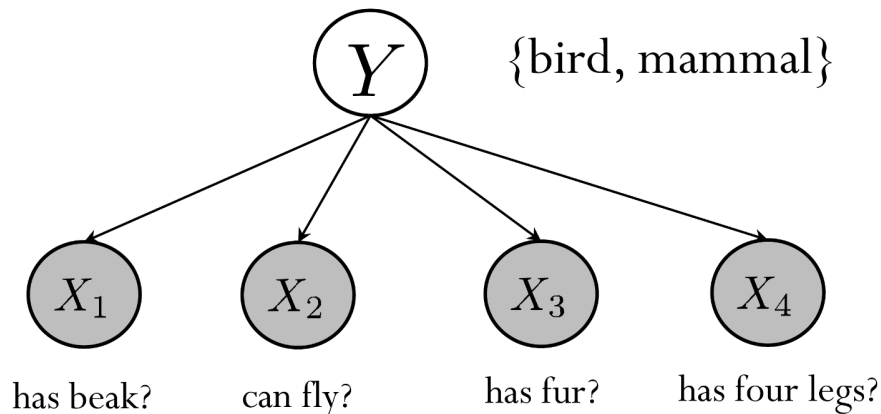 Y {bird, mammal}
X₁ X₂ X₃ X₄
has beak? can fly? has fur? has four legs?